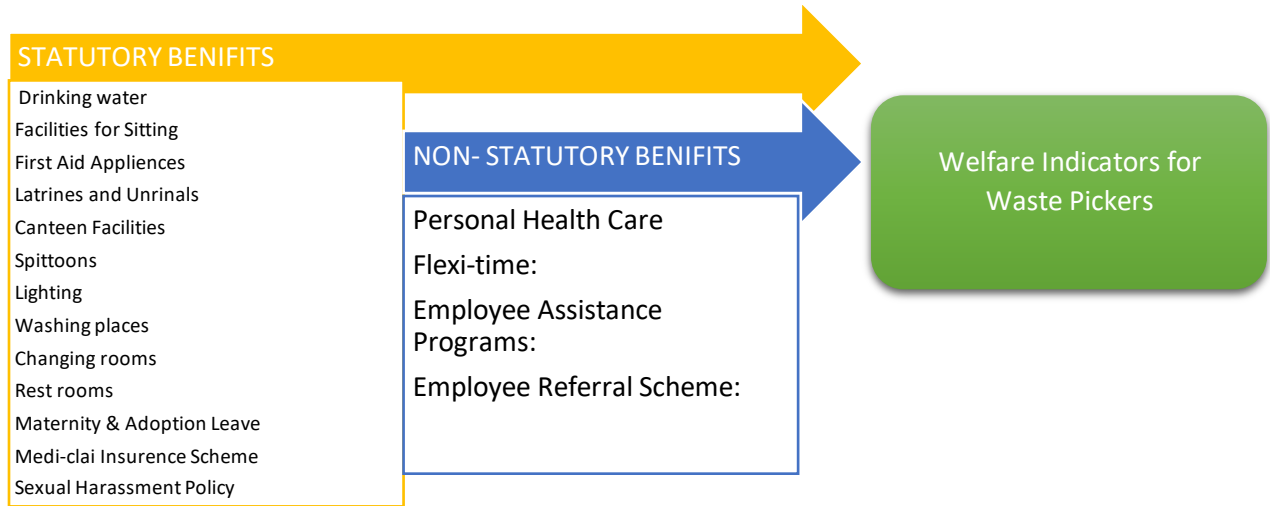 STATUTORY BENIFITS
Drinking water
Facilities for Sitting
First Aid Appliences
Latrines and Unrinals
Canteen Facilities
Spittoons
Lighting
Washing places
Changing rooms
Rest rooms
Maternity & Adoption Leave
Medi-clai Insurence Scheme
Sexual Harassment Policy
NON- STATUTORY BENIFITS
Personal Health Care
Flexi-time:
Employee Assistance
Programs:
Employee Referral Scheme:
Welfare Indicators for
Waste Pickers